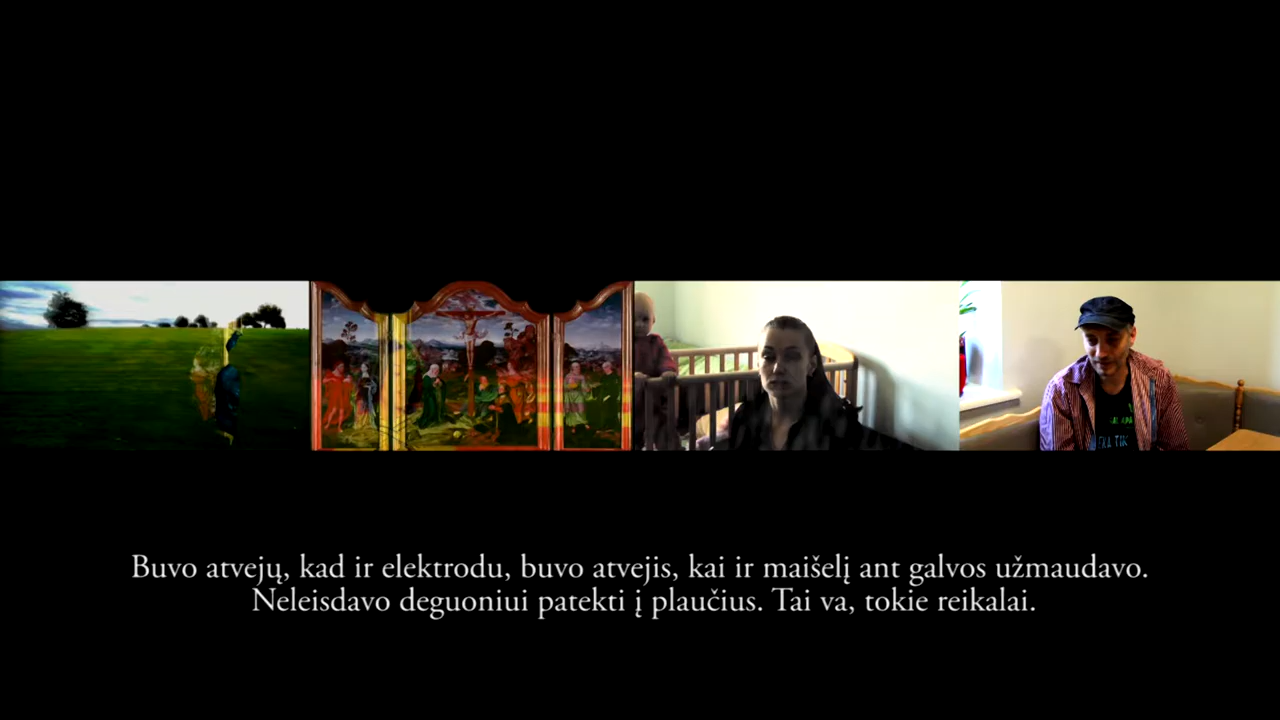 Buvo atvejų, kad ir elektrodu, buvo atvejis, kai ir maišelį ant galvos užmaudavo.
Neleisdavo deguoniui patekti į plaučius. Tai va, tokie reikalai.